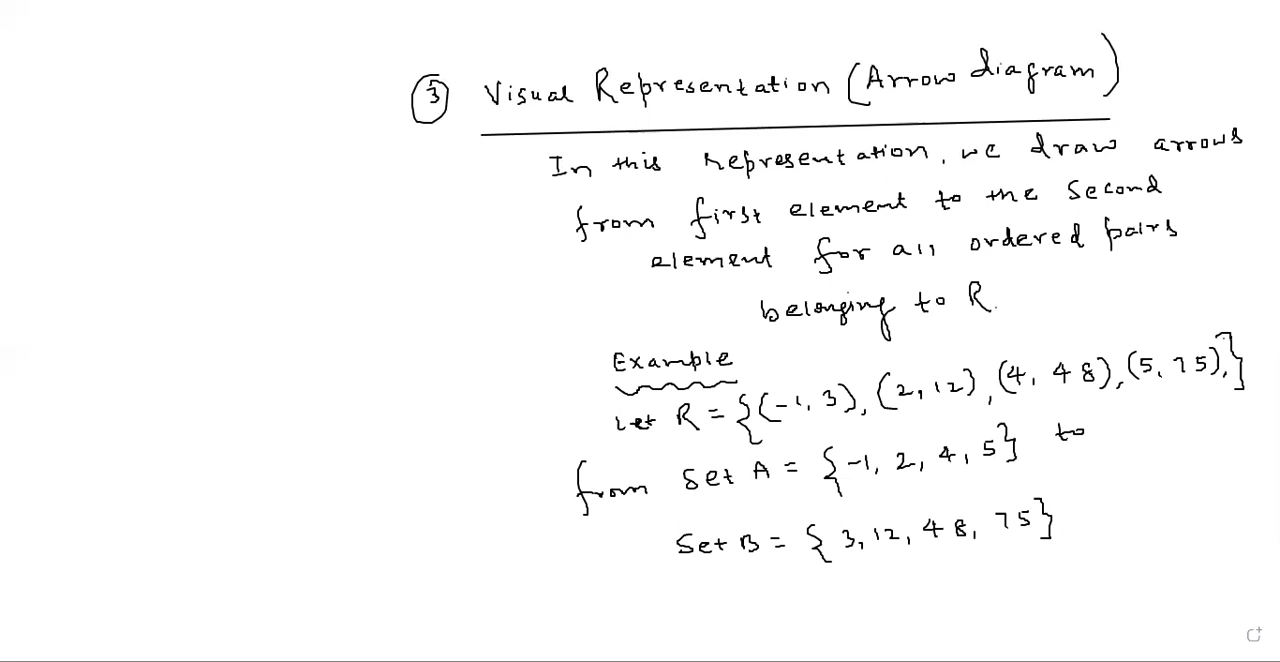 ③ Visual Representation (Arrow diagram)
In this representation, we draw arrows
from first element to the second
element for all ordered pairs
belonging to R.
Example
Let R = {(-1, 3), (2, 12), (4, 48), (5, 75),}
from set A = {-1, 2, 4, 5} to
Set B = {3, 12, 48, 75}